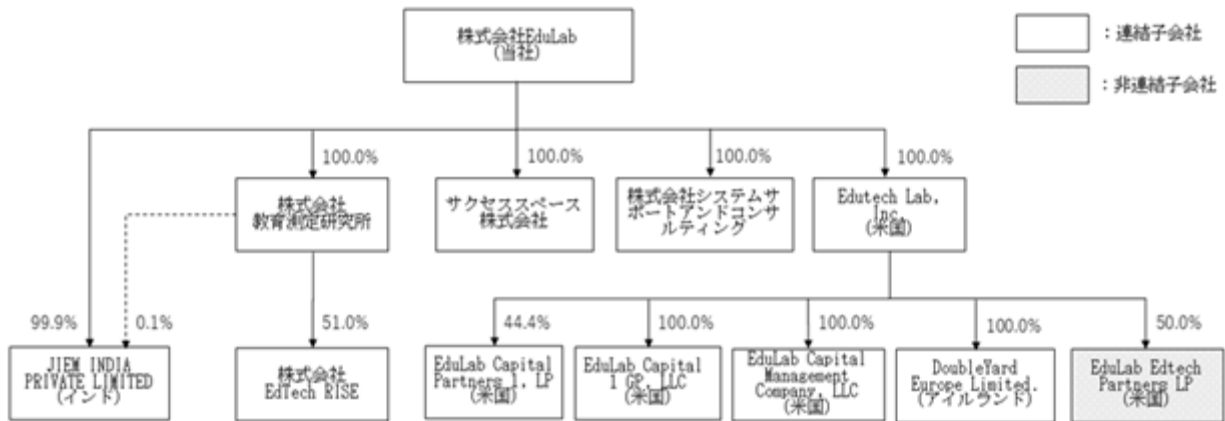 株式会社EduLab
(当社)
：連結子会社
：非連結子会社
100.0%
100.0%
100.0%
100.0%
株式会社
教育測定研究所
サクセススペース
株式会社
株式会社システムサ
ポートアンドコンサ
ルティング
Edutech Lab,
Inc.
(米国)
99.9%
0.1%
51.0%
44.4%
100.0%
100.0%
100.0%
50.0%
JIEM INDIA
PRIVATE LIMITED
(インド)
株式会社
EdTech RISE
EduLab Capital
Partners 1, LP
(米国)
EduLab Capital
1 GP, LLC
(米国)
EduLab Capital
Management
Company, LLC
(米国)
DoubleYard
Europe Limited.
(アイルランド)
EduLab Edtech
Partners LP
(米国)